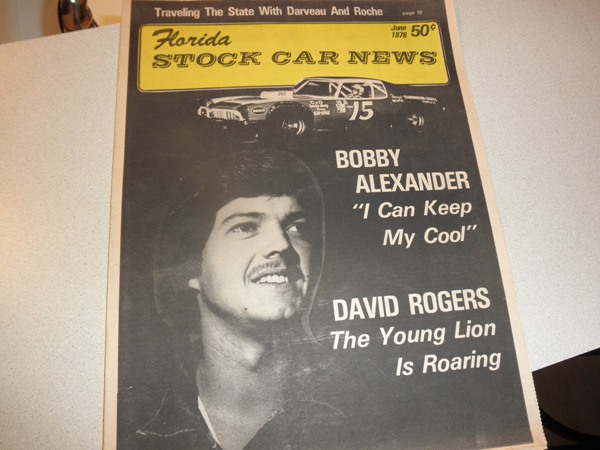 Traveling The State With Darveau And Roche page 10
Florida
STOCK CAR NEWS
June
1976
50¢
15
BOBBY
ALEXANDER
"I Can Keep
My Cool"
DAVID ROGERS
The Young Lion
Is Roaring